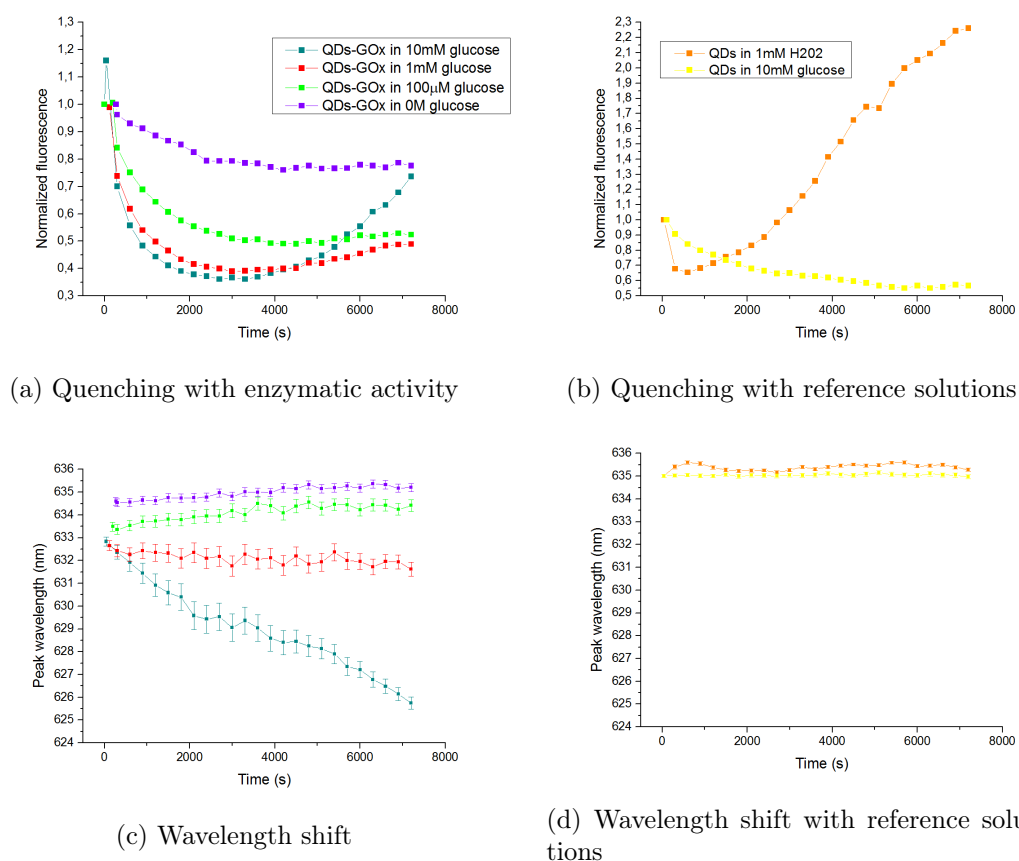 1,3
1,2
1,1
1,0
0,9
0,8
0,7
0,6
0,5
0,4
0,3
Normalized fluorescence
QDs-GOx in 10mM glucose
QDs-GOx in 1mM glucose
QDs-GOx in 100μM glucose
QDs-GOx in 0M glucose
0 2000 4000 6000 8000
Time (s)
2,3
2,2
2,1
2,0
1,9
1,8
1,7
1,6
1,5
1,4
1,3
1,2
1,1
1,0
0,9
0,8
0,7
0,6
0,5
Normalized fluorescence
QDs in 1mM H202
QDs in 10mM glucose
0 2000 4000 6000 8000
Time (s)
(a) Quenching with enzymatic activity
(b) Quenching with reference solutions
636
635
634
633
632
631
630
629
628
627
626
625
624
Peak wavelength (nm)
0 2000 4000 6000 8000
Time (s)
636
635
634
633
632
631
630
629
628
627
626
625
624
Peak wavelength (nm)
0 2000 4000 6000 8000
Time (s)
(c) Wavelength shift
(d) Wavelength shift with reference solu
tions